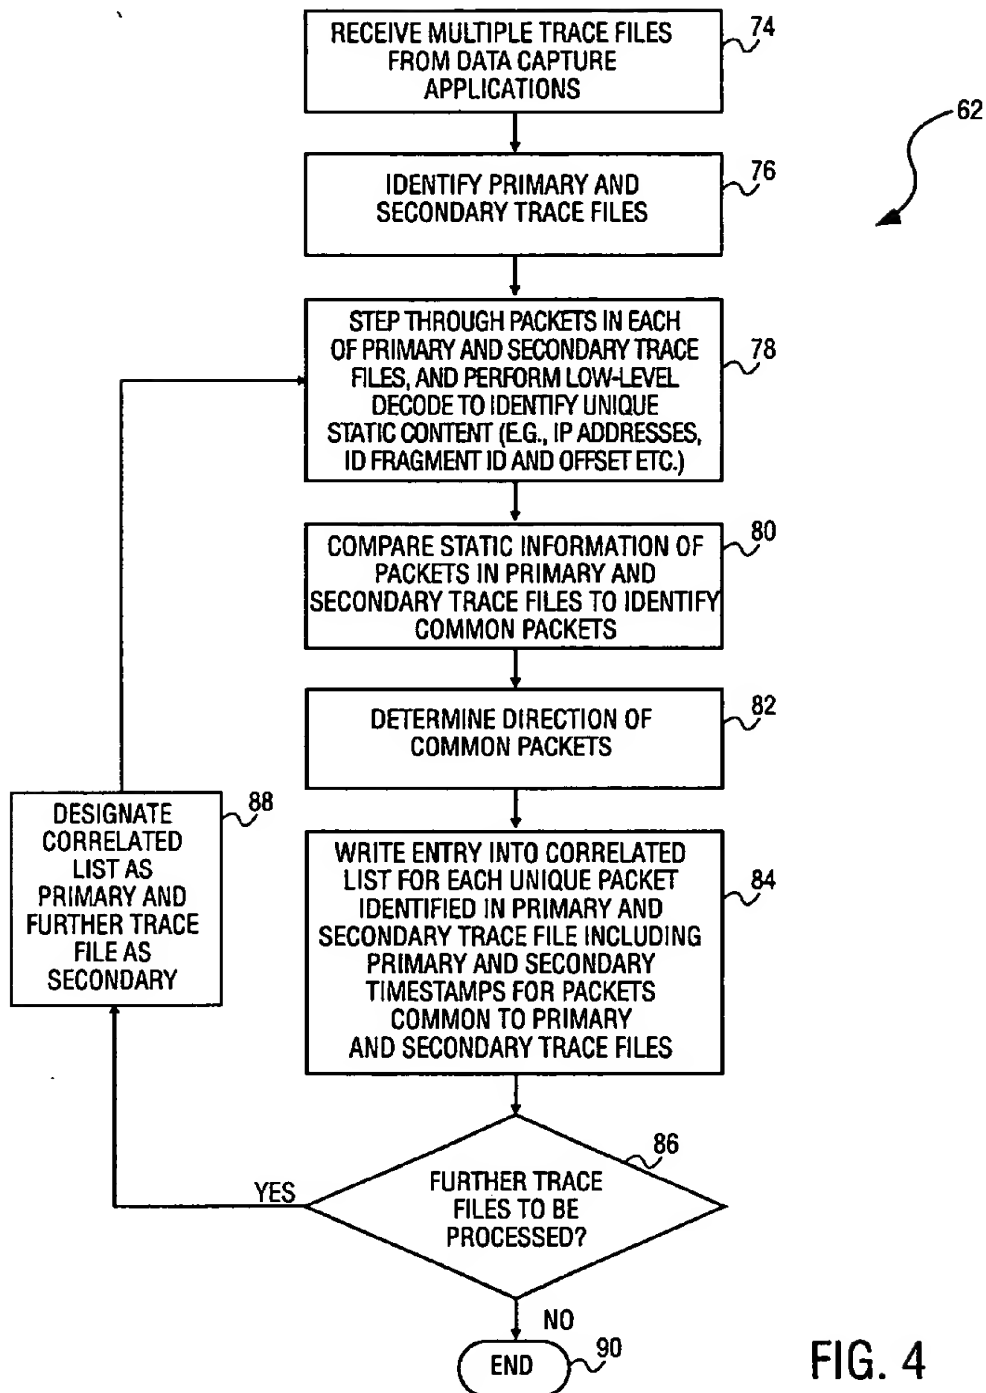 RECEIVE MULTIPLE TRACE FILES
FROM DATA CAPTURE
APPLICATIONS
74
62
IDENTIFY PRIMARY AND
SECONDARY TRACE FILES
76
STEP THROUGH PACKETS IN EACH
OF PRIMARY AND SECONDARY TRACE
FILES, AND PERFORM LOW-LEVEL
DECODE TO IDENTIFY UNIQUE
STATIC CONTENT (E.G., IP ADDRESSES,
ID FRAGMENT ID AND OFFSET ETC.)
78
COMPARE STATIC INFORMATION OF
PACKETS IN PRIMARY AND
SECONDARY TRACE FILES TO IDENTIFY
COMMON PACKETS
80
DETERMINE DIRECTION OF
COMMON PACKETS
82
DESIGNATE
CORRELATED
LIST AS
PRIMARY AND
FURTHER TRACE
FILE AS
SECONDARY
88
WRITE ENTRY INTO CORRELATED
LIST FOR EACH UNIQUE PACKET
IDENTIFIED IN PRIMARY AND
SECONDARY TRACE FILE INCLUDING
PRIMARY AND SECONDARY
TIMESTAMPS FOR PACKETS
COMMON TO PRIMARY
AND SECONDARY TRACE FILES
84
FURTHER TRACE
FILES TO BE
PROCESSED?
86
YES
NO
END
90
FIG. 4